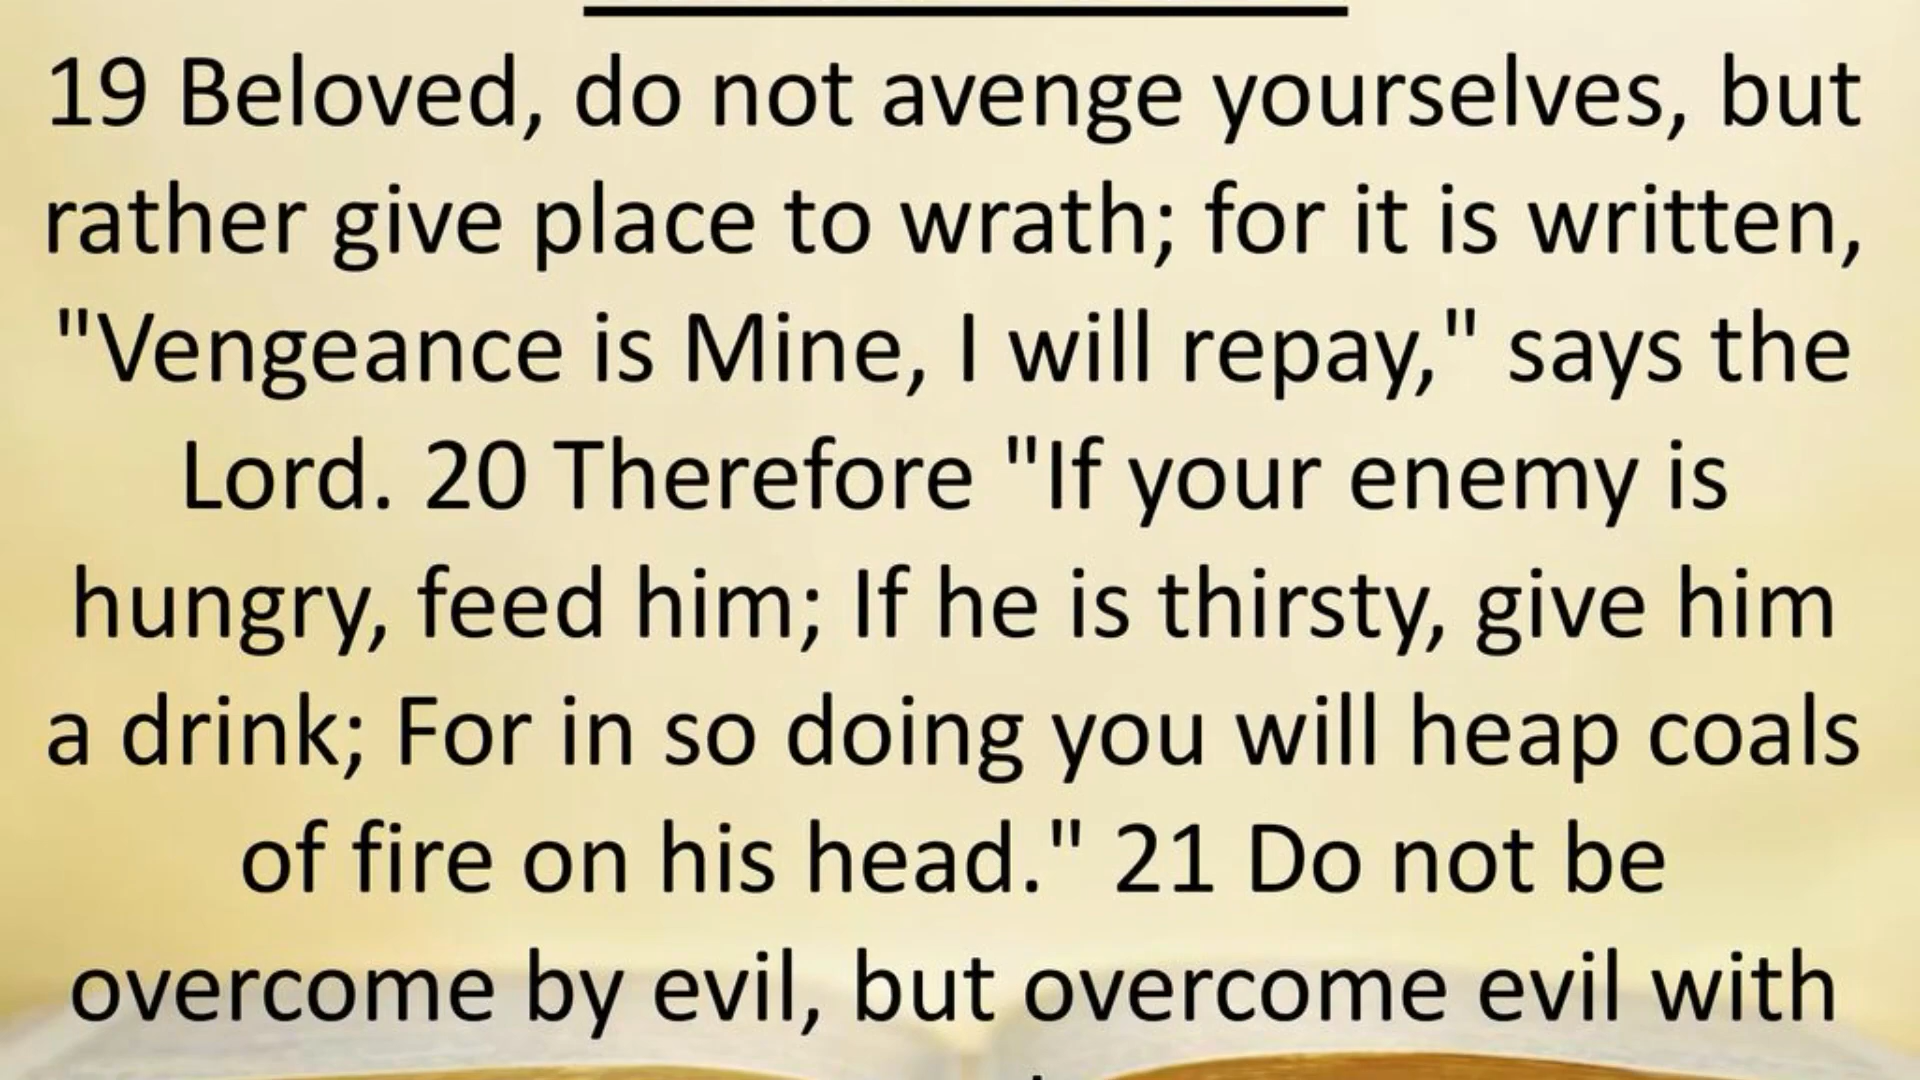 19 Beloved, do not avenge yourselves, but
rather give place to wrath; for it is written,
"Vengeance is Mine, I will repay," says the
Lord. 20 Therefore "If your enemy is
hungry, feed him; If he is thirsty, give him
a drink; For in so doing you will heap coals
of fire on his head." 21 Do not be
overcome by evil, but overcome evil with